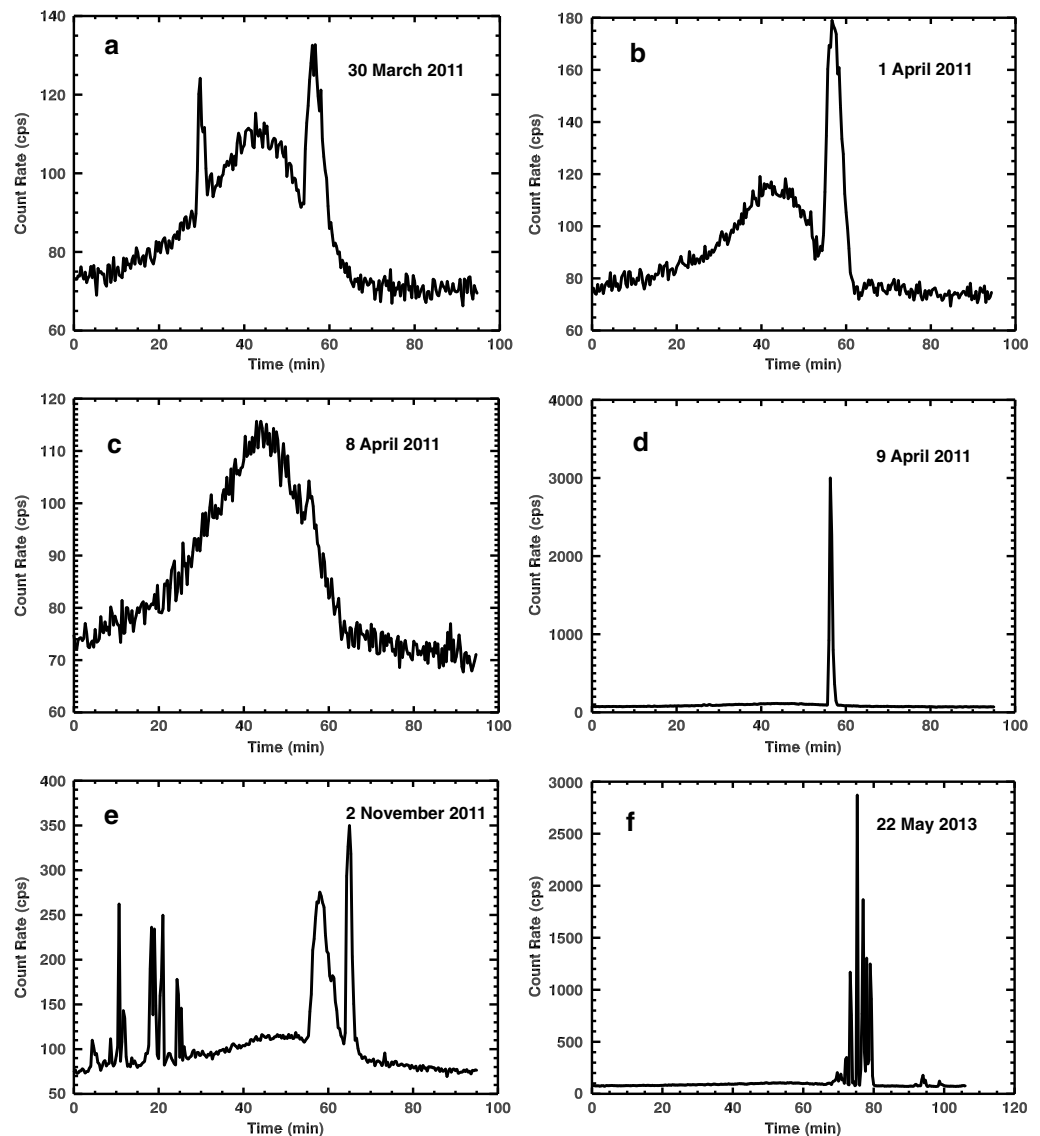 a
30 March 2011
Count Rate (cps)
140
120
100
80
60
0 20 40 60 80 100
Time (min)
b
1 April 2011
Count Rate (cps)
180
160
140
120
100
80
60
0 20 40 60 80 100
Time (min)
c
8 April 2011
Count Rate (cps)
120
110
100
90
80
70
60
0 20 40 60 80 100
Time (min)
d
9 April 2011
Count Rate (cps)
4000
3000
2000
1000
0
0 20 40 60 80 100
Time (min)
e
2 November 2011
Count Rate (cps)
400
350
300
250
200
150
100
50
0 20 40 60 80 100
Time (min)
f
22 May 2013
Count Rate (cps)
3000
2500
2000
1500
1000
500
0
0 20 40 60 80 100 120
Time (min)